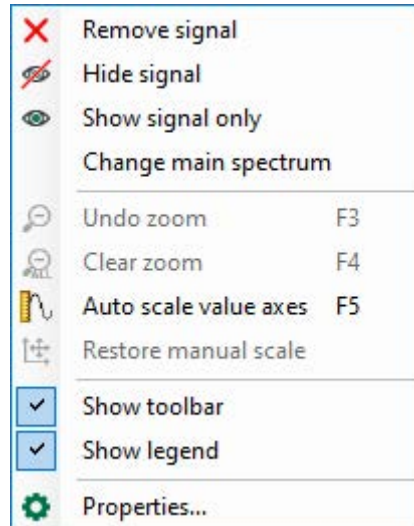 Remove signal
Hide signal
Show signal only
Change main spectrum
Undo zoom F3
Clear zoom F4
Auto scale value axes F5
Restore manual scale
Show toolbar
Show legend
Properties...